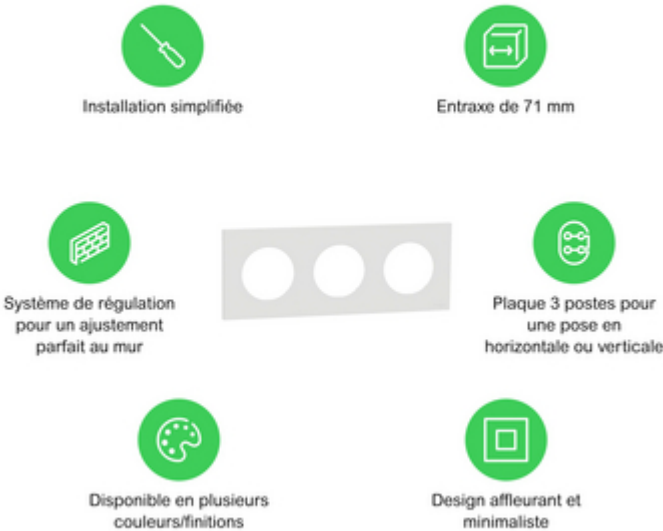 Installation simplifiée
Entraxe de 71 mm
Système de régulation
pour un ajustement
parfait au mur
Plaque 3 postes pour
une pose en
horizontale ou verticale
Disponible en plusieurs
couleurs/finitions
Design affleurant et
minimaliste